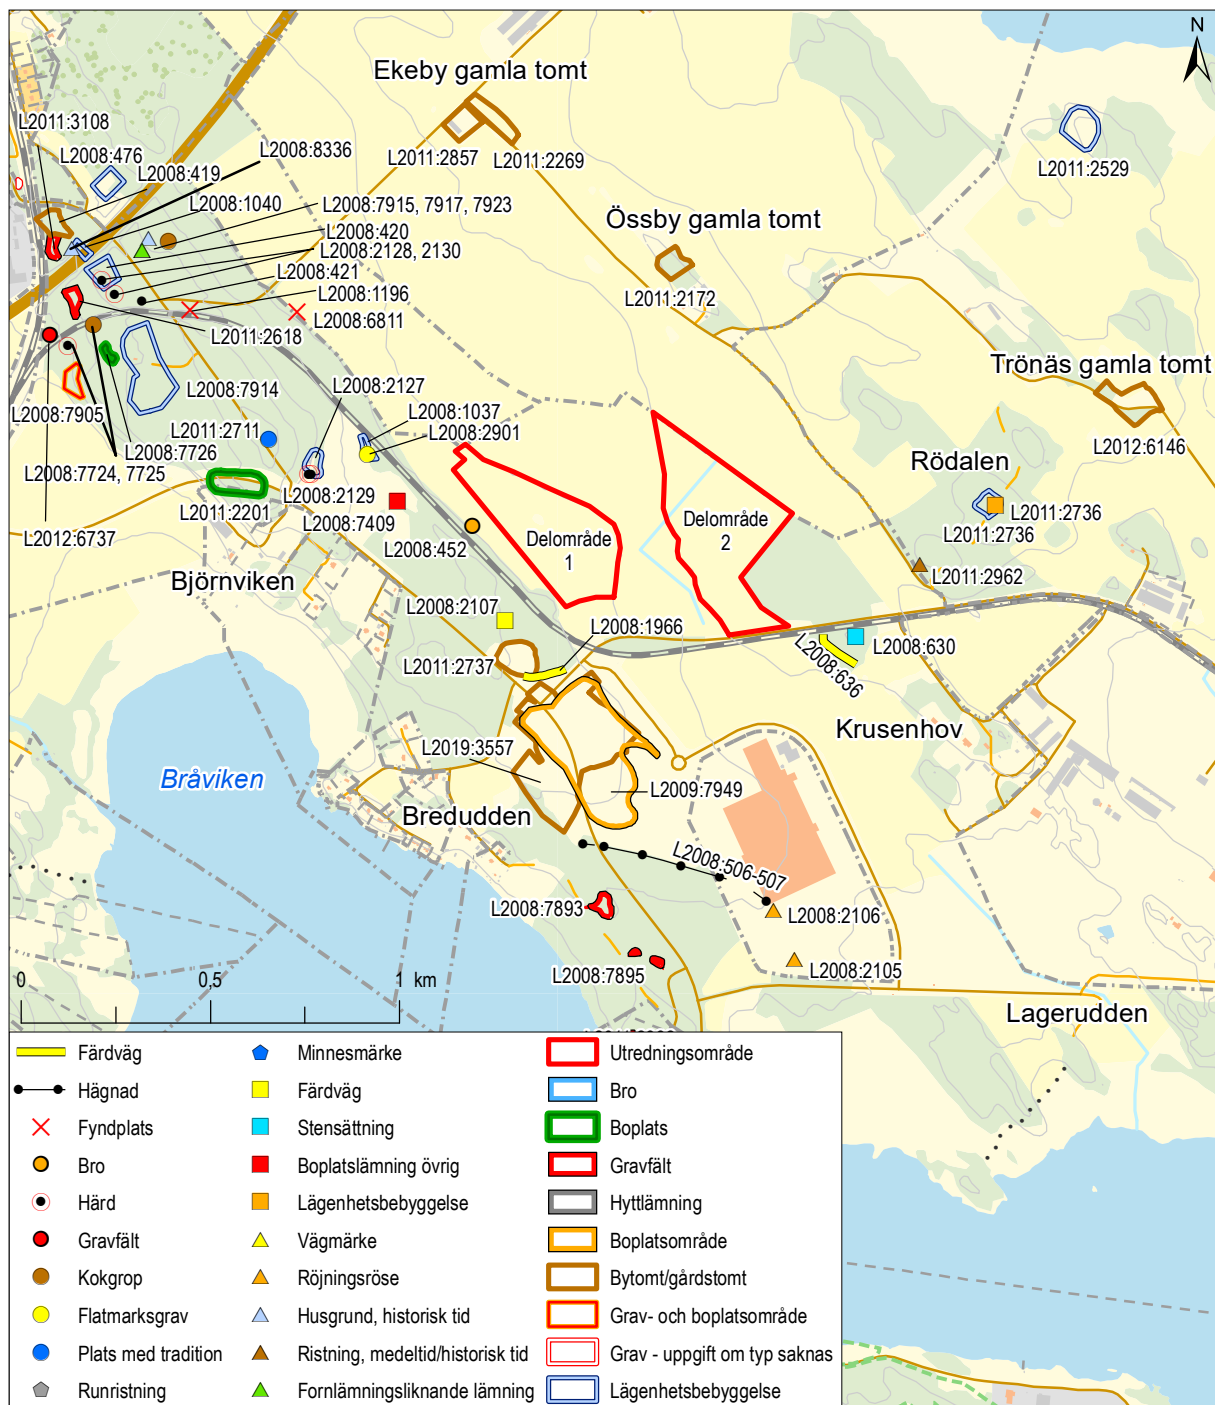 N
Ekeby gamla tomt
L2011:3108
L2008:476
L2008:419
L2008:8336
L2008:1040
L2011:2857
L2011:2269
L2011:2529
L2008:7915, 7917, 7923
L2008:420
L2008:2128, 2130
L2008:421
L2008:1196
L2008:6811
L2011:2618
Össby gamla tomt
L2011:2172
Trönäs gamla tomt
L2012:6146
L2008:7914
L2008:2127
L2008:1037
L2008:2901
L2008:7905
L2011:2711
L2008:7726
L2008:7724, 7725
L2008:2129
L2011:2201
L2008:7409
L2008:452
L2012:6737
Rödalen
L2011:2736
L2011:2736
Delområde
1
Delområde
2
Björnviken
L2011:2962
L2008:2107
L2008:1966
L2008:630
L2008:636
L2011:2737
Krusenhov
L2019:3557
L2009:7949
Bråviken
Bredudden
L2008:506-507
L2008:7893
L2008:2106
L2008:7895
L2008:2105
Lagerudden
0 0,5 1 km
Färdväg
Hägnad
Fyndplats
Bro
Härd
Gravfält
Kokgrop
Flatmarksgrav
Plats med tradition
Runristning
Minnesmärke
Färdväg
Stensättning
Boplatslämning övrig
Lägenhetsbebyggelse
Vägmärke
Röjningsröse
Husgrund, historisk tid
Ristning, medeltid/historisk tid
Fornlämningsliknande lämning
Utredningsområde
Bro
Boplats
Gravfält
Hyttlämning
Boplatsområde
Bytomt/gårdstomt
Grav- och boplatsområde
Grav - uppgift om typ saknas
Lägenhetsbebyggelse